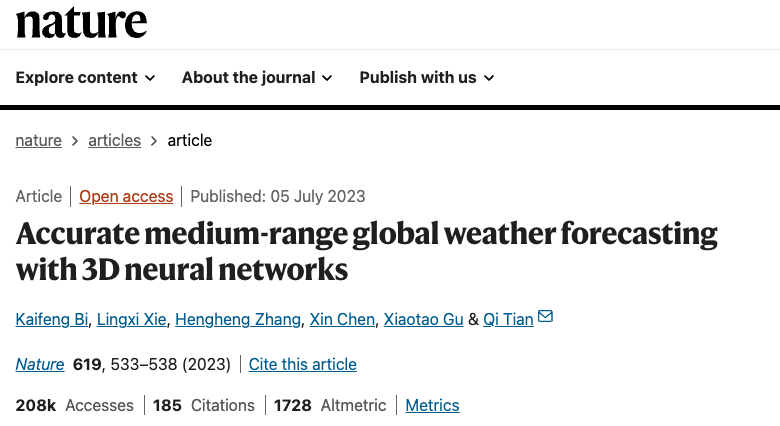 nature
Explore content About the journal Publish with us
nature > articles > article
Article | Open access | Published: 05 July 2023
Accurate medium-range global weather forecasting
with 3D neural networks
Kaifeng Bi, Lingxi Xie, Hengheng Zhang, Xin Chen, Xiaotao Gu & Qi Tian
Nature 619, 533–538 (2023) | Cite this article
208k Accesses | 185 Citations | 1728 Altmetric | Metrics